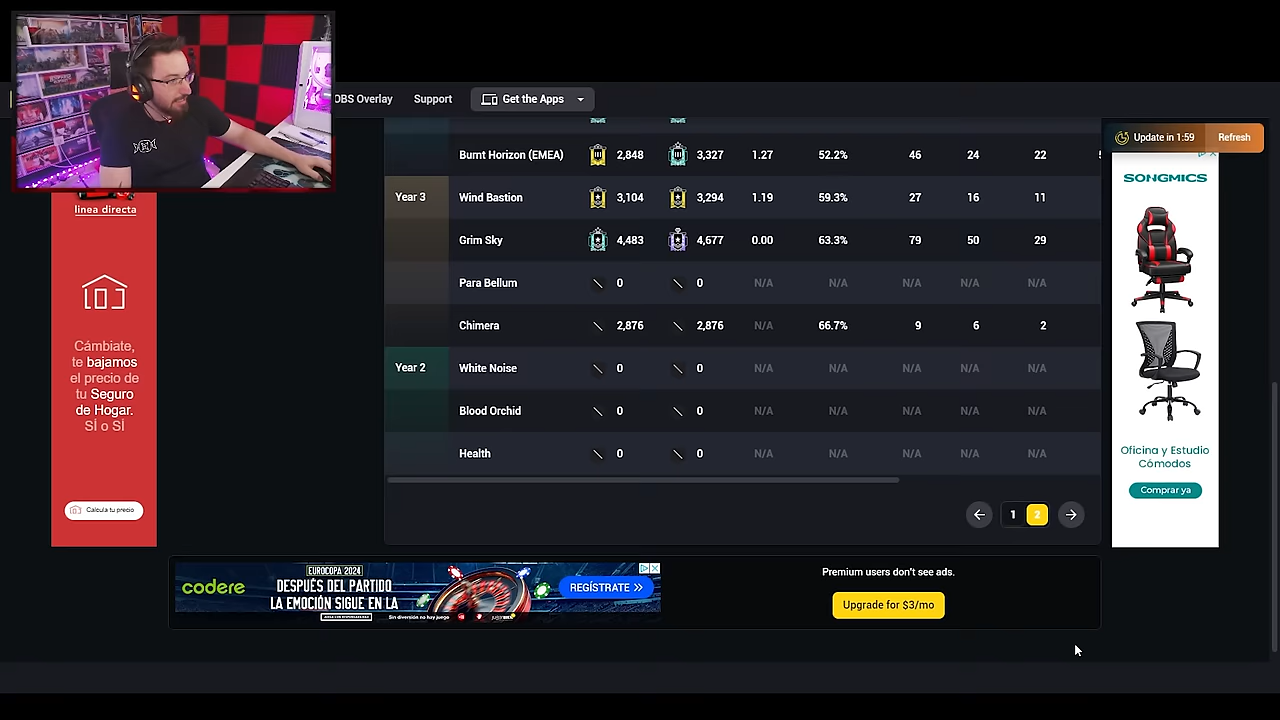 OBS Overlay
Support
Get the Apps
Update in 1:59
Refresh
Burnt Horizon (EMEA) 2,848 3,327 1.27 52.2% 46 24 22
Year 3
Wind Bastion 3,104 3,294 1.19 59.3% 27 16 11
Grim Sky 4,483 4,677 0.00 63.3% 79 50 29
Para Bellum 0 0 N/A N/A N/A N/A N/A
Chimera 2,876 2,876 N/A 66.7% 9 6 2
Year 2
White Noise 0 0 N/A N/A N/A N/A N/A
Blood Orchid 0 0 N/A N/A N/A N/A N/A
Health 0 0 N/A N/A N/A N/A N/A
1 2
linea directa
Cámbiate,
te bajamos
el precio de
tu Seguro
de Hogar.
SÍ o SÍ
Calcula tu precio
SONGMICS
Oficina y Estudio
Cómodos
Comprar ya
codere
EUROCOPA 2024
DESPUÉS DEL PARTIDO
LA EMOCIÓN SIGUE EN LA
Sin diversión no hay juego
REGÍSTRATE »
Premium users don't see ads.
Upgrade for $3/mo